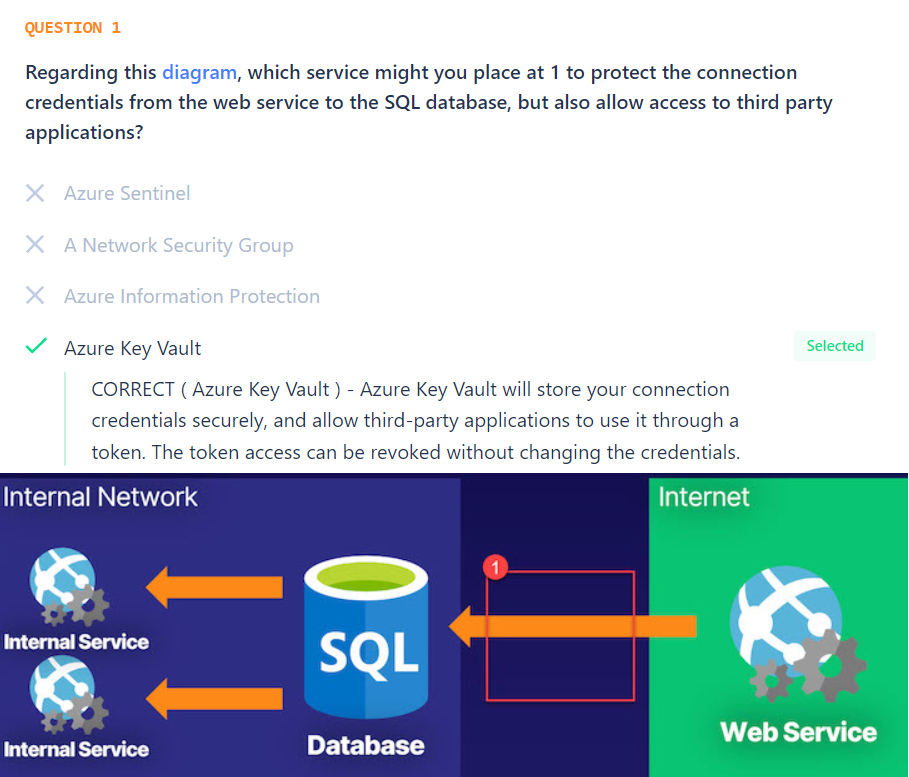 QUESTION 1
Regarding this diagram, which service might you place at 1 to protect the connection
credentials from the web service to the SQL database, but also allow access to third party
applications?
Azure Sentinel
A Network Security Group
Azure Information Protection
Azure Key Vault
Selected
CORRECT ( Azure Key Vault ) - Azure Key Vault will store your connection
credentials securely, and allow third-party applications to use it through a
token. The token access can be revoked without changing the credentials.
Internal Network
Internet
1
Internal Service
SQL
Web Service
Internal Service
Database